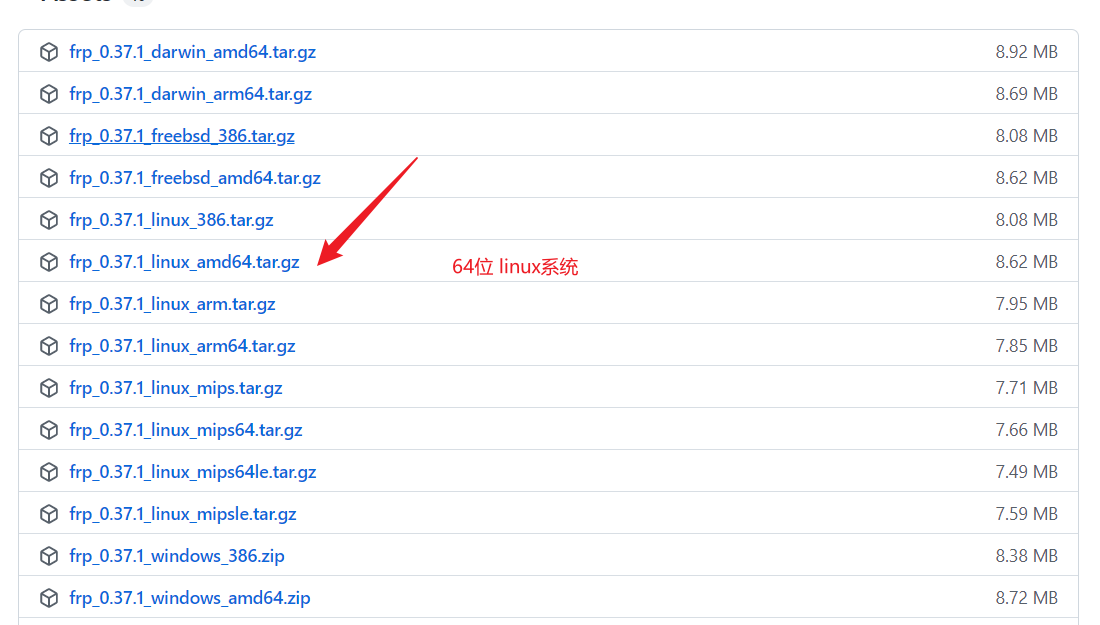 frp_0.37.1_darwin_amd64.tar.gz 8.92 MB
frp_0.37.1_darwin_arm64.tar.gz 8.69 MB
frp_0.37.1_freebsd_386.tar.gz 8.08 MB
frp_0.37.1_freebsd_amd64.tar.gz 8.62 MB
frp_0.37.1_linux_386.tar.gz 8.08 MB
frp_0.37.1_linux_amd64.tar.gz 64位 linux系统 8.62 MB
frp_0.37.1_linux_arm.tar.gz 7.95 MB
frp_0.37.1_linux_arm64.tar.gz 7.85 MB
frp_0.37.1_linux_mips.tar.gz 7.71 MB
frp_0.37.1_linux_mips64.tar.gz 7.66 MB
frp_0.37.1_linux_mips64le.tar.gz 7.49 MB
frp_0.37.1_linux_mipsle.tar.gz 7.59 MB
frp_0.37.1_windows_386.zip 8.38 MB
frp_0.37.1_windows_amd64.zip 8.72 MB